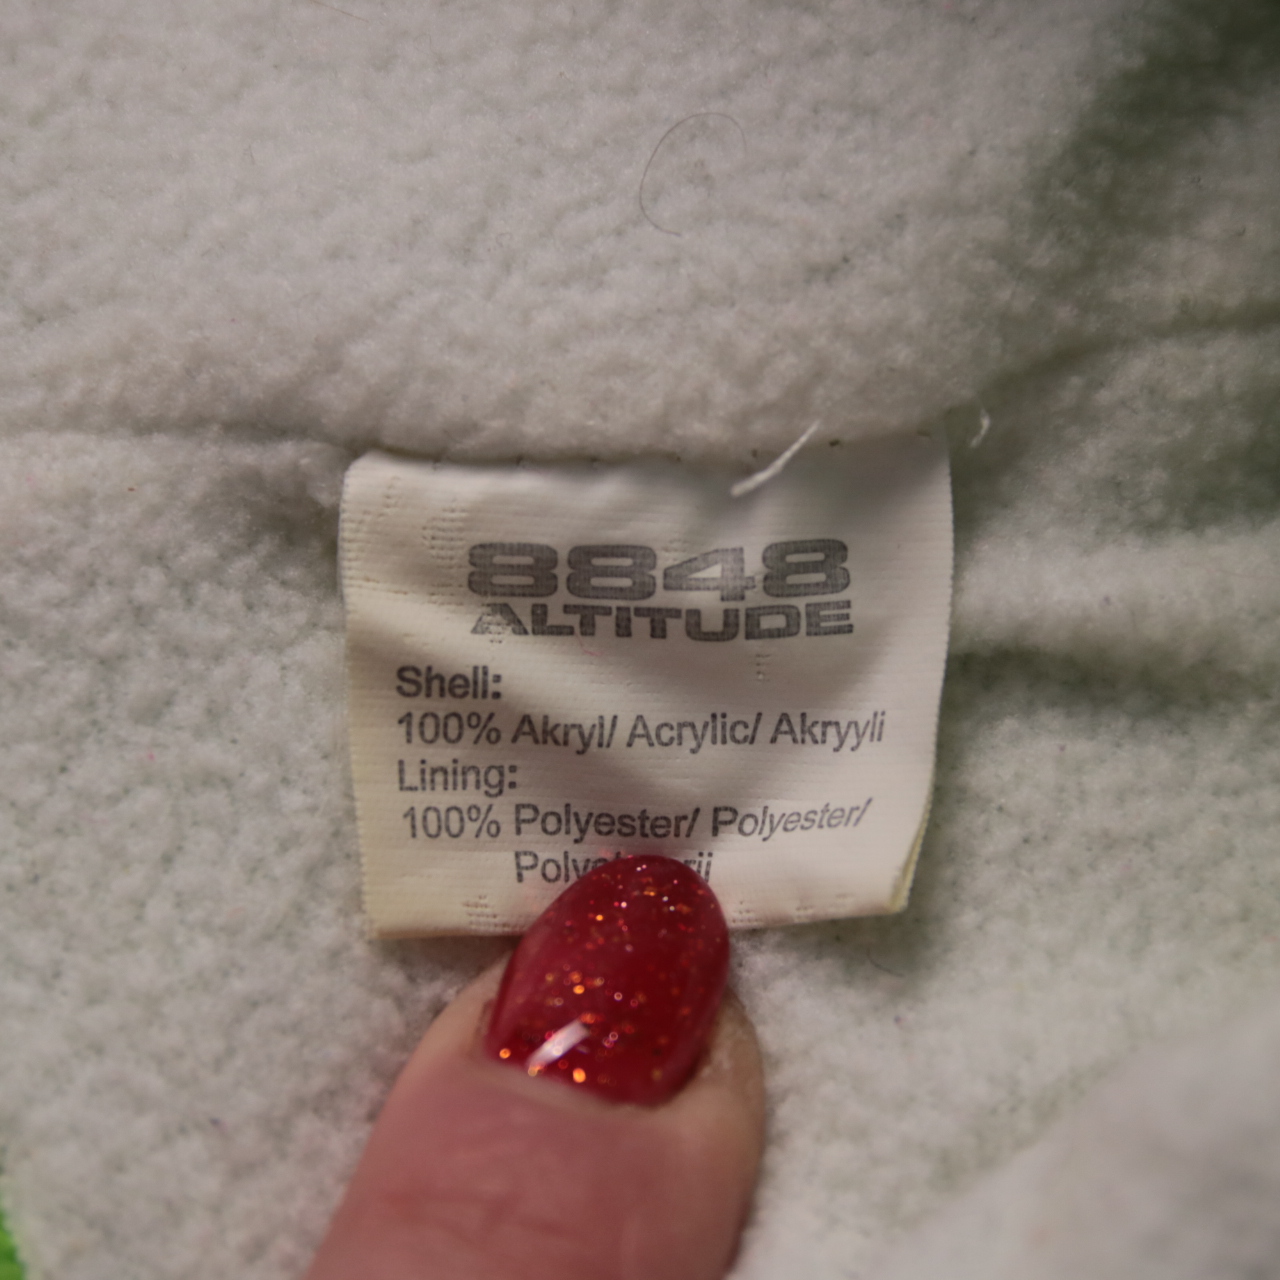 8848
ALTITUDE
Shell:
100% Akryl/ Acrylic/ Akryyli
Lining:
100% Polyester/ Polyester/